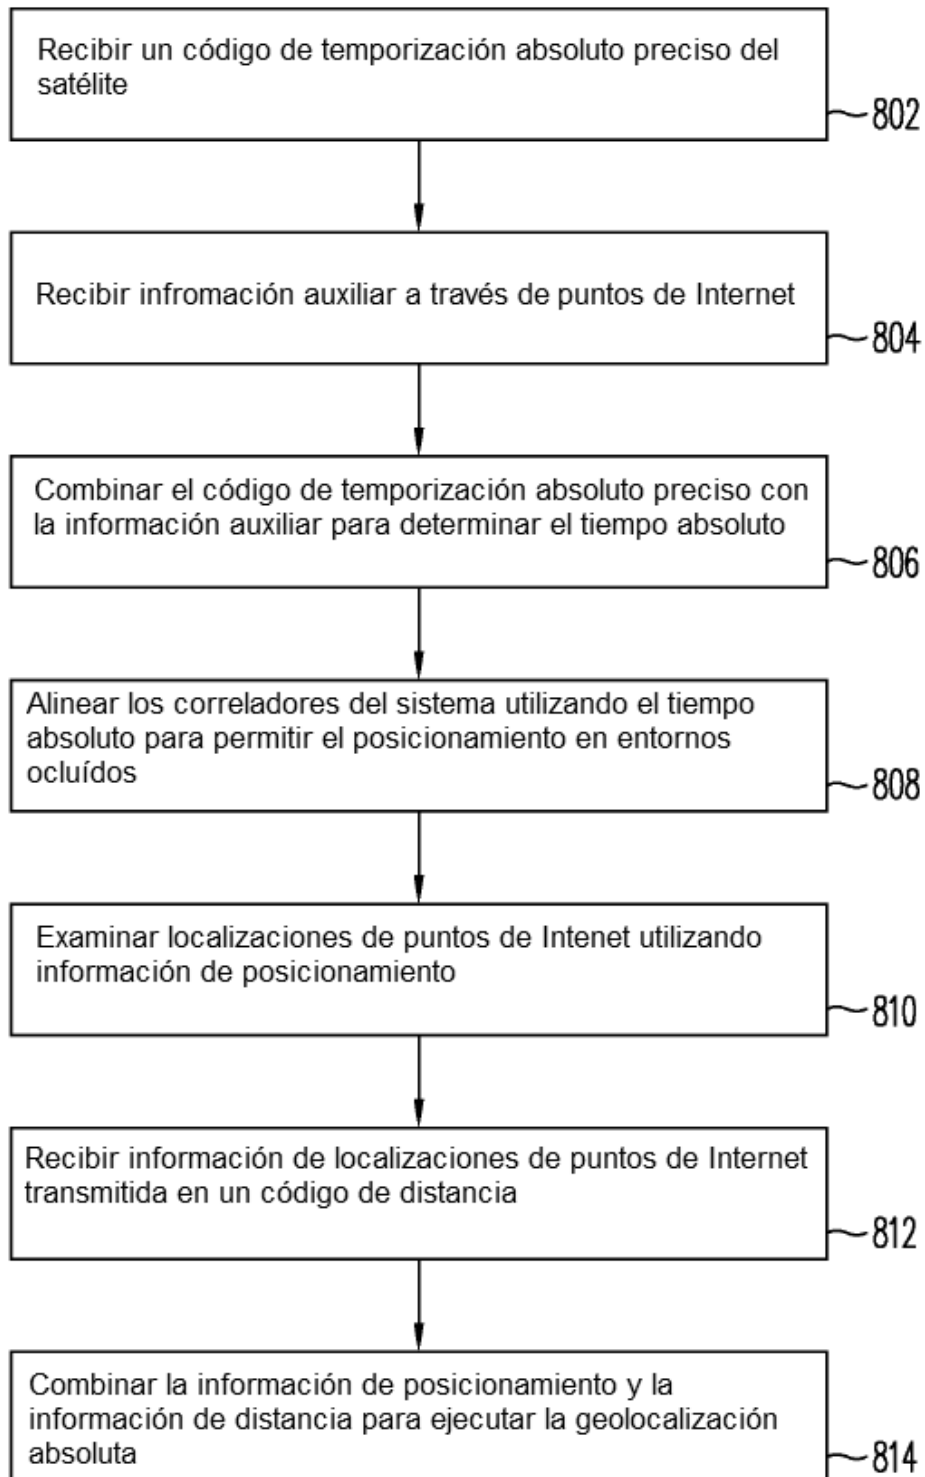 Recibir un código de temporización absoluto preciso del
satélite
802
Recibir infromación auxiliar a través de puntos de Internet
804
Combinar el código de temporización absoluto preciso con
la información auxiliar para determinar el tiempo absoluto
806
Alinear los correladores del sistema utilizando el tiempo
absoluto para permitir el posicionamiento en entornos
ocluídos
808
Examinar localizaciones de puntos de Intenet utilizando
información de posicionamiento
810
Recibir información de localizaciones de puntos de Internet
transmitida en un código de distancia
812
Combinar la información de posicionamiento y la
información de distancia para ejecutar la geolocalización
absoluta
814